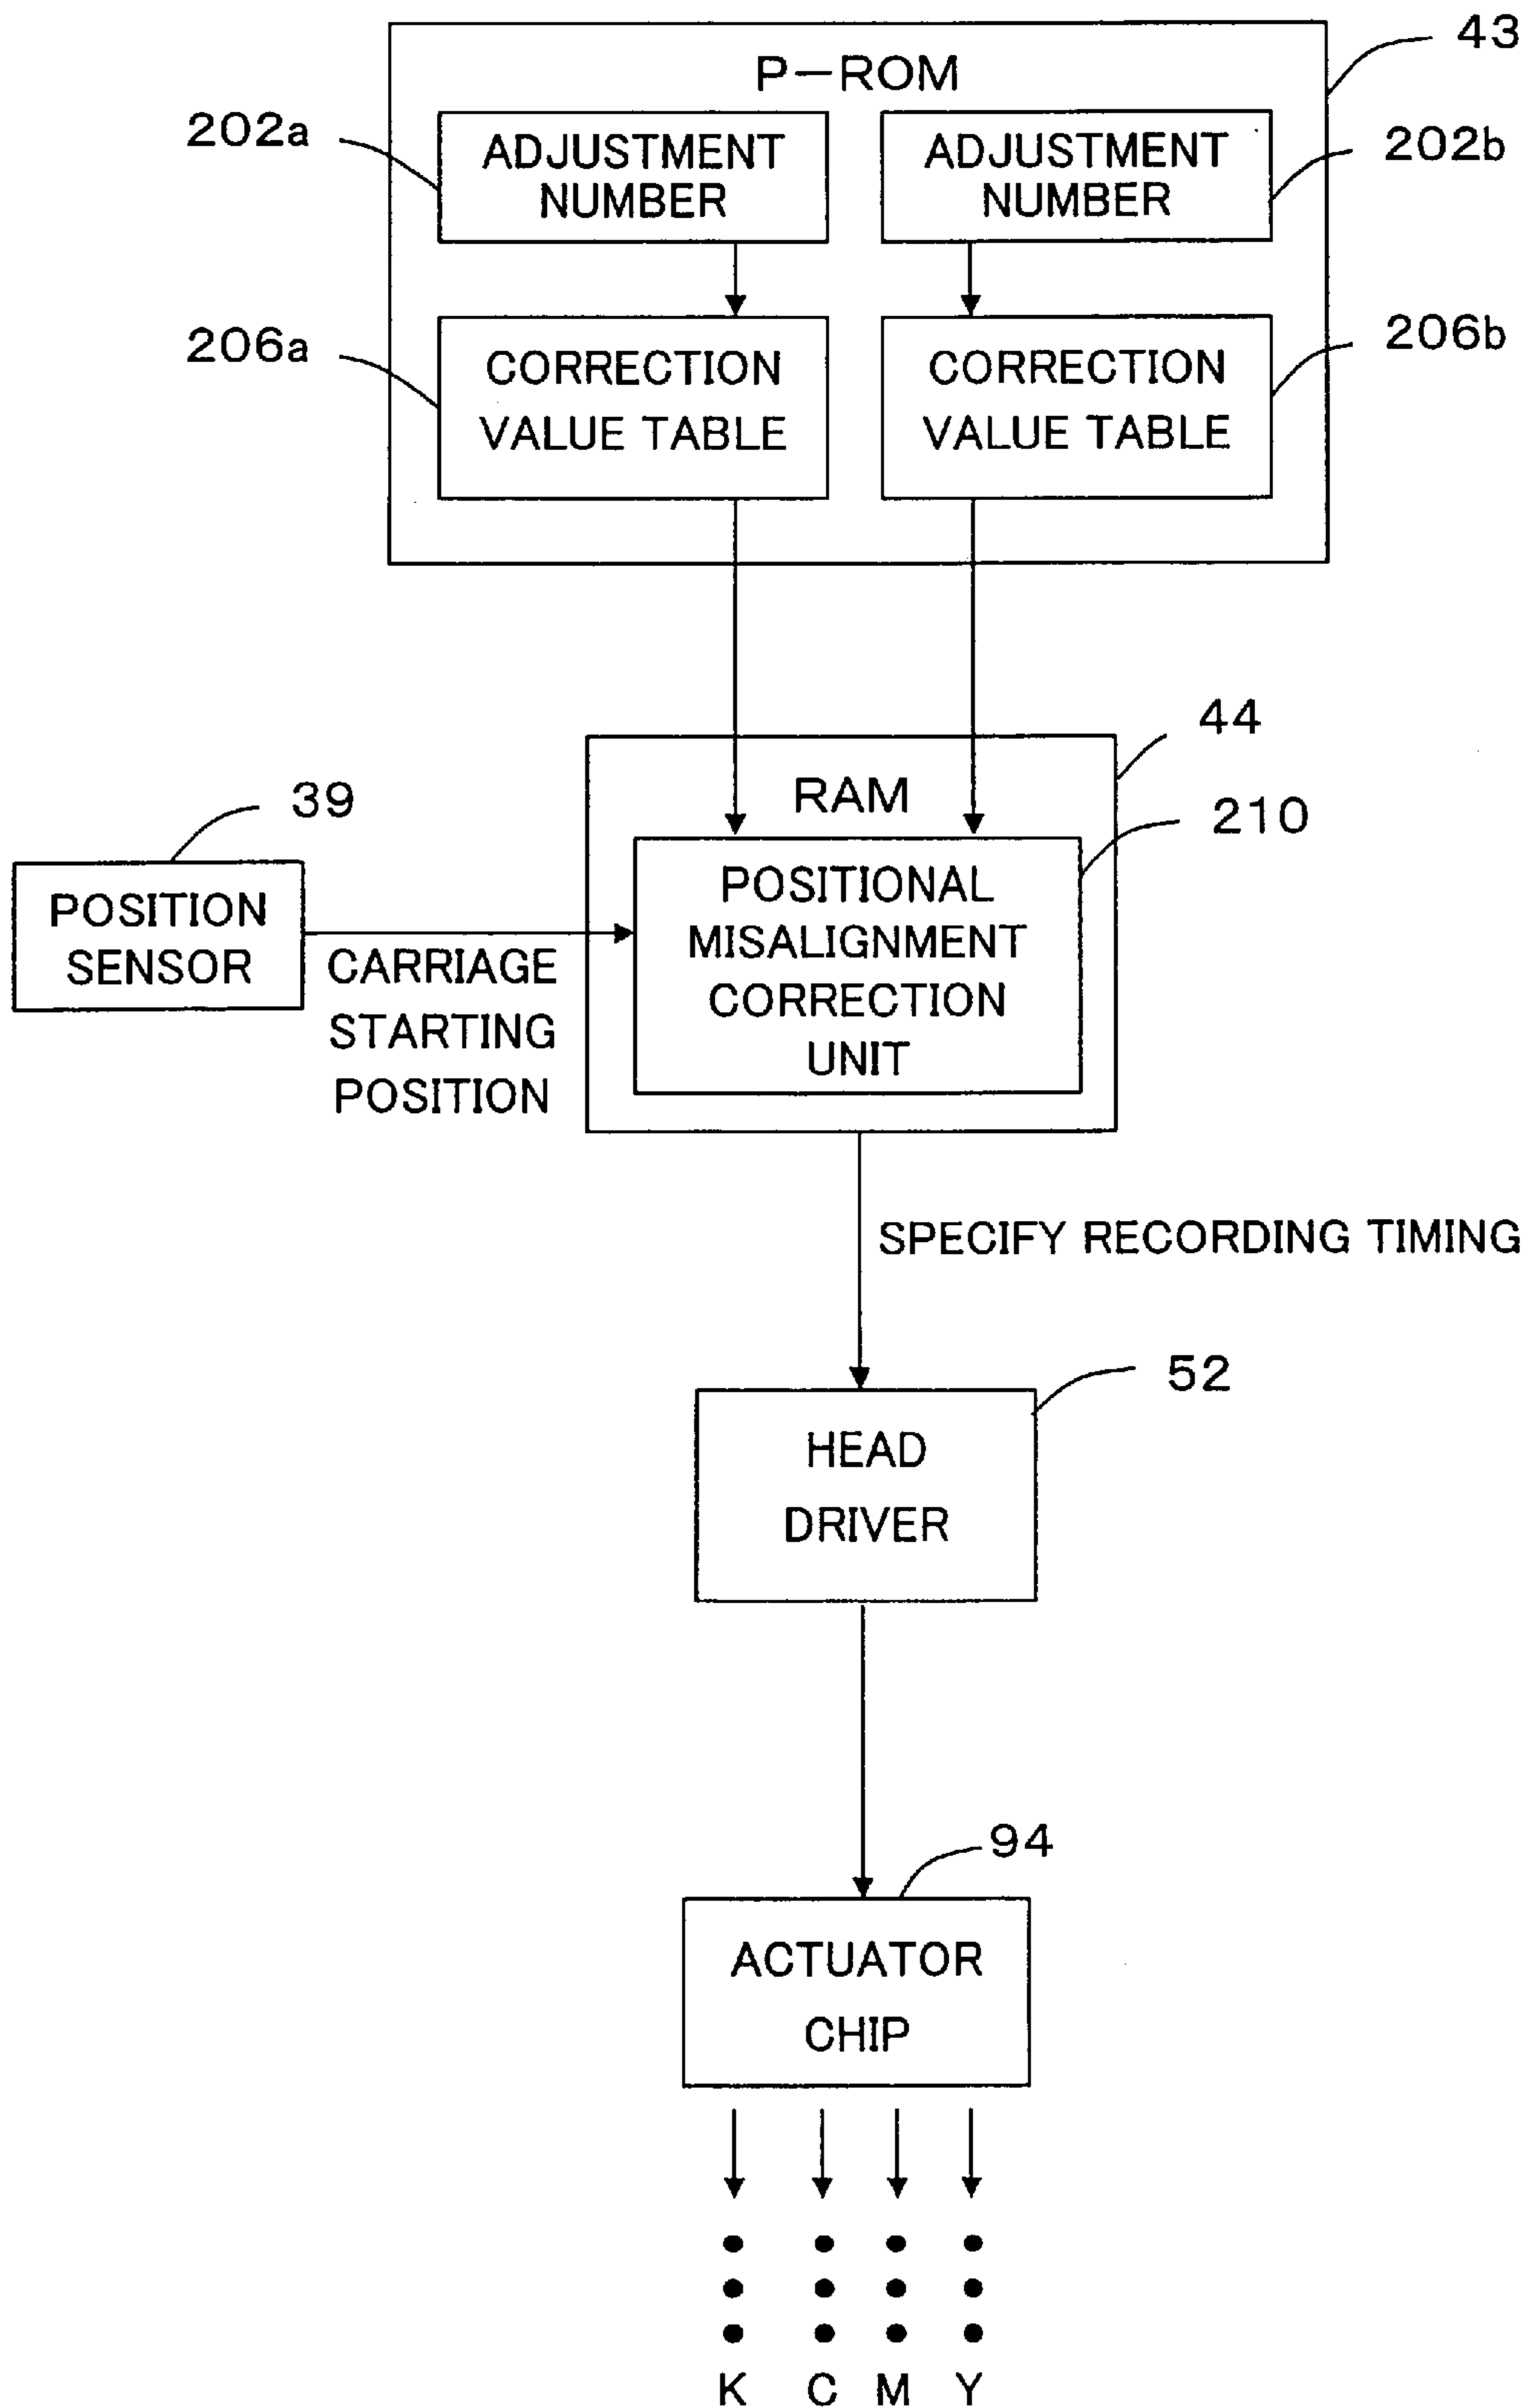 43
P-ROM
202a
ADJUSTMENT
NUMBER
ADJUSTMENT
NUMBER
202b
206a
CORRECTION
VALUE TABLE
CORRECTION
VALUE TABLE
206b
44
RAM
210
39
POSITION
SENSOR
CARRIAGE
STARTING
POSITION
POSITIONAL
MISALIGNMENT
CORRECTION
UNIT
SPECIFY RECORDING TIMING
52
HEAD
DRIVER
94
ACTUATOR
CHIP
K C M Y